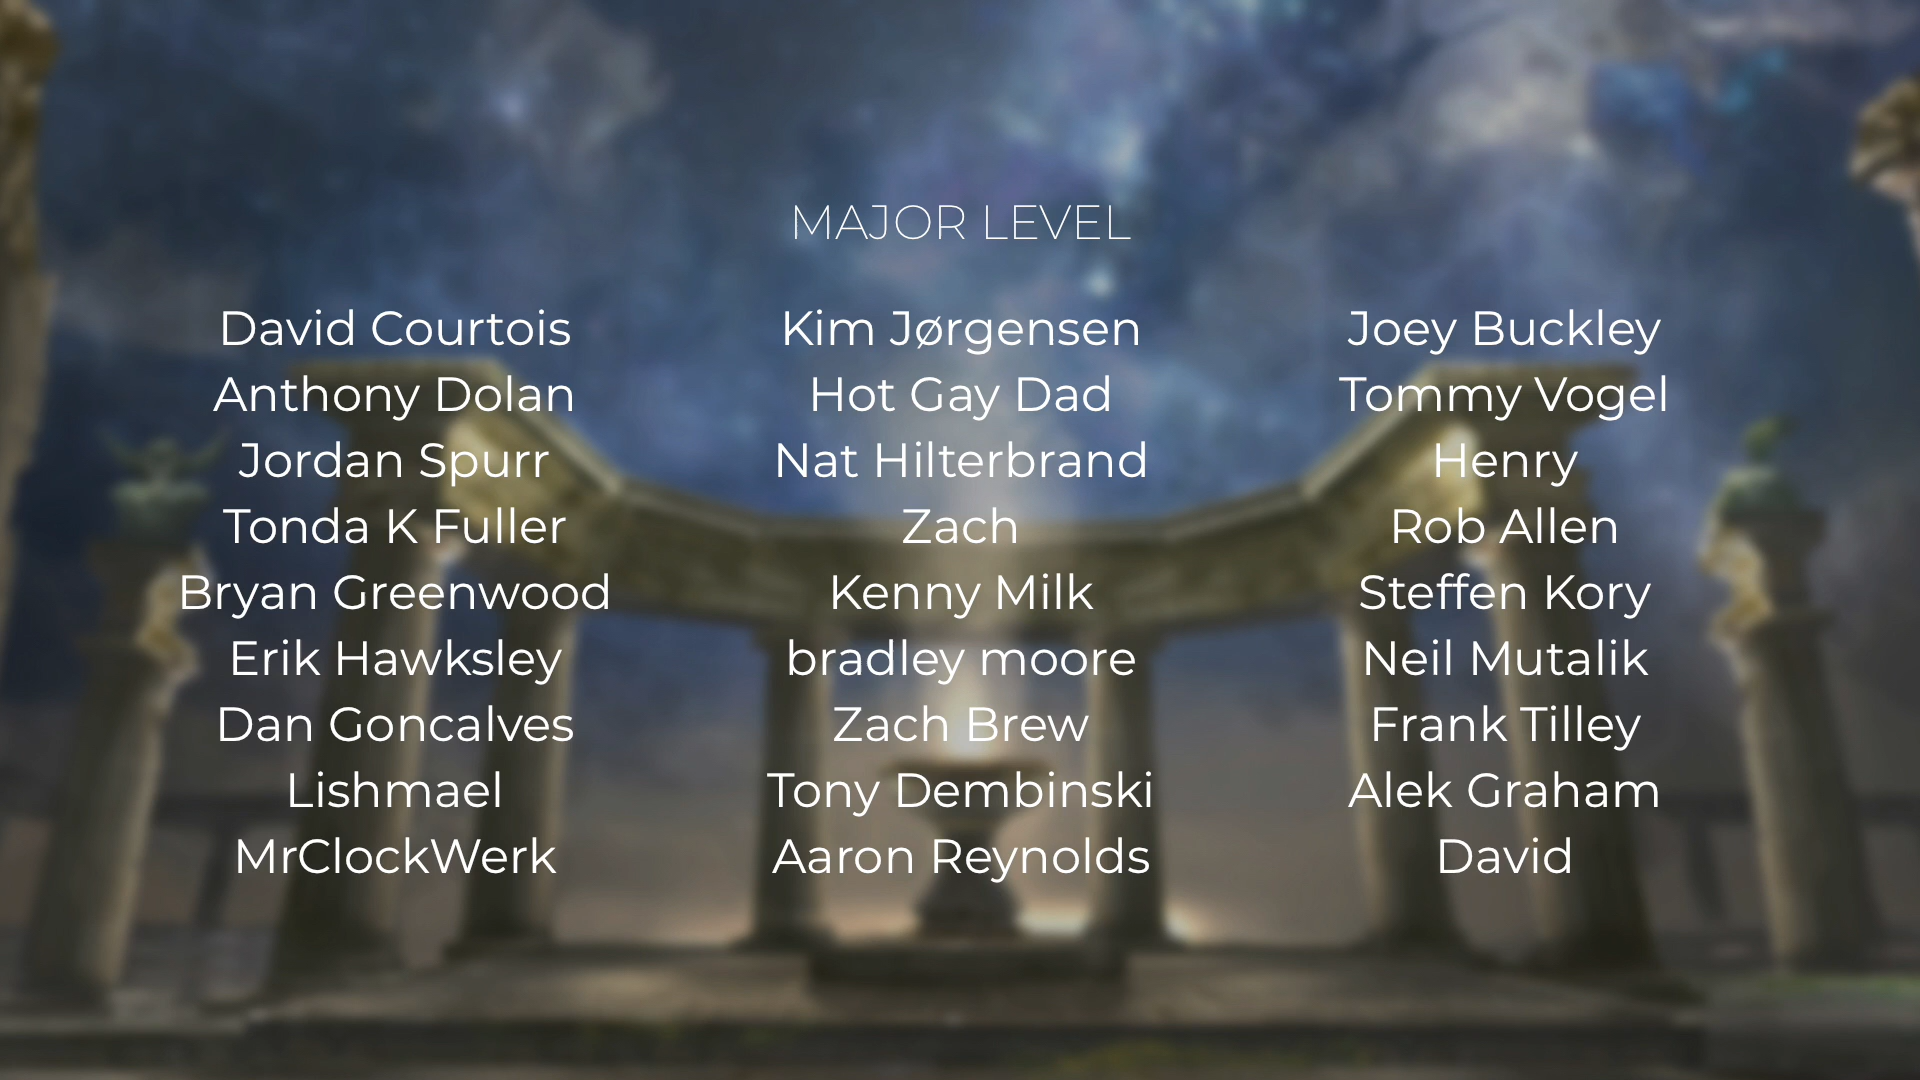 MAJOR LEVEL
David Courtois
Anthony Dolan
Jordan Spurr
Tonda K Fuller
Bryan Greenwood
Erik Hawksley
Dan Goncalves
Lishmael
MrClockWerk
Kim Jørgensen
Hot Gay Dad
Nat Hilterbrand
Zach
Kenny Milk
bradley moore
Zach Brew
Tony Dembinski
Aaron Reynolds
Joey Buckley
Tommy Vogel
Henry
Rob Allen
Steffen Kory
Neil Mutalik
Frank Tilley
Alek Graham
David